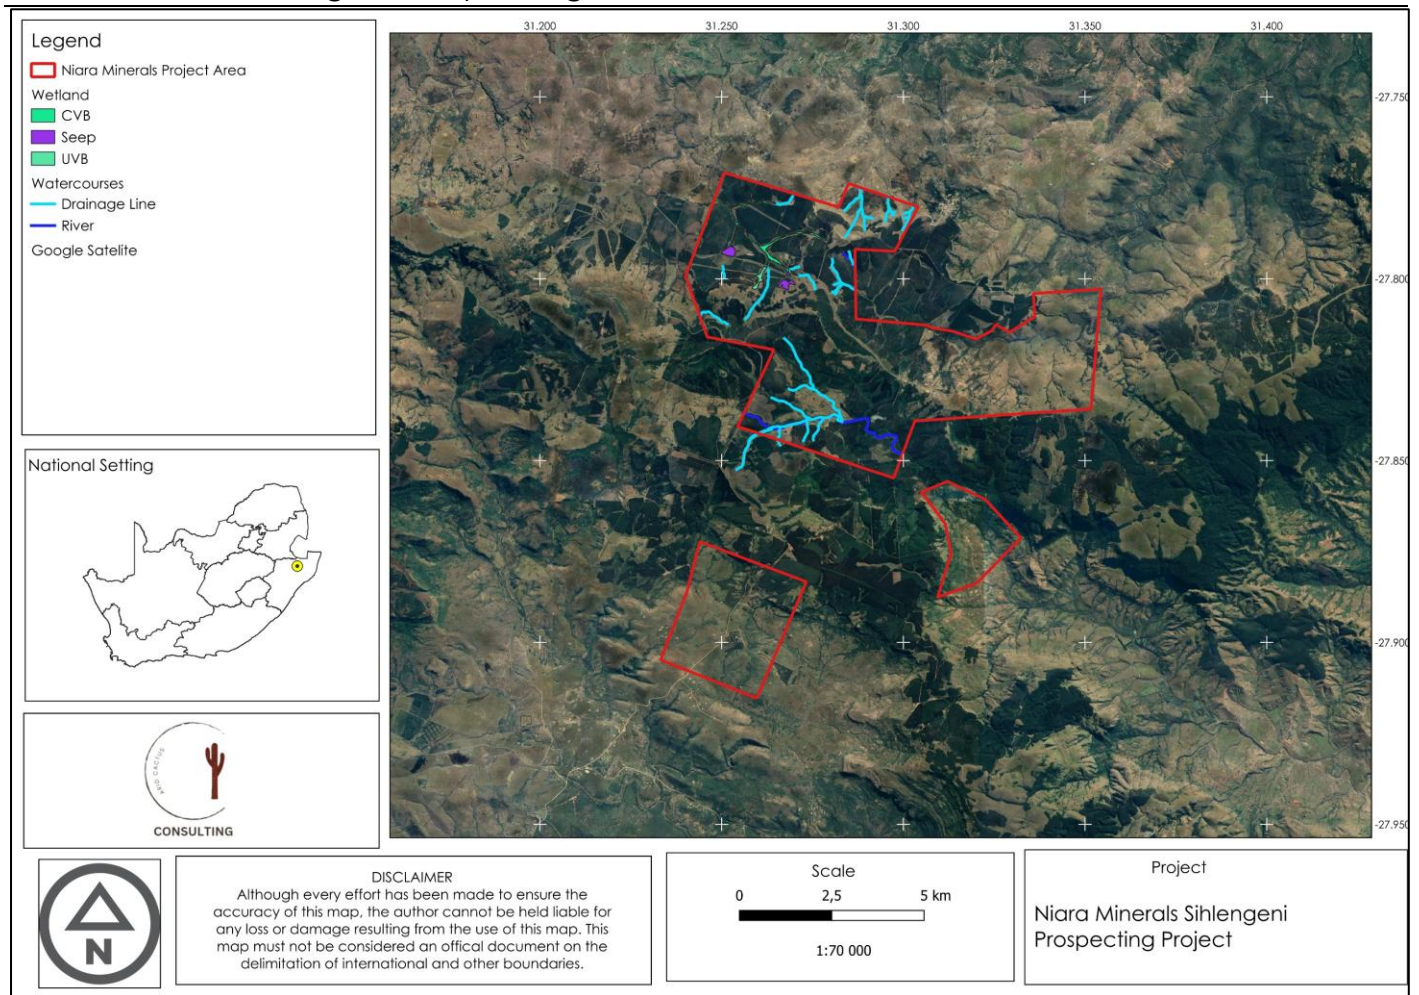 31.200 31.250 31.300 31.350 31.400
Legend
Niara Minerals Project Area
Wetland
CVB
Seep
UVB
Watercourses
Drainage Line
River
Google Satelite
-27.750
-27.800
-27.850
-27.900
-27.950
National Setting
ARID CACTUS
CONSULTING
N
DISCLAIMER
Although every effort has been made to ensure the
accuracy of this map, the author cannot be held liable for
any loss or damage resulting from the use of this map. This
map must not be considered an offical document on the
delimitation of international and other boundaries.
Scale
0 2,5 5 km
1:70 000
Project
Niara Minerals Sihlengeni
Prospecting Project